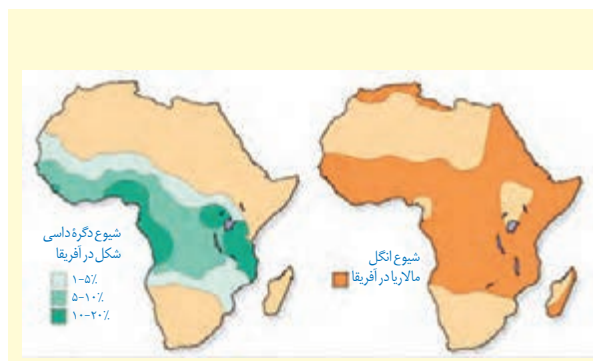 شیوع دگرهٔ داسی
شکل در آفریقا
۱-۵٪
۵-۱۰٪
۱۰-۲۰٪
شیوع انگل
مالاریا در آفریقا